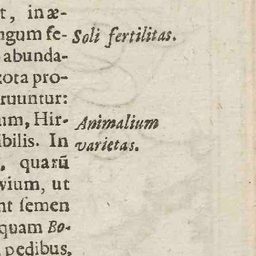 t, inæ-
ngum fe- Soli fertilitas.
abunda-
xota pro-
ruuntur:
um, Hir- Animalium
ibilis. In varietas.
, quarũ
vium, ut
nt semen
quam Bo-
pedibus,